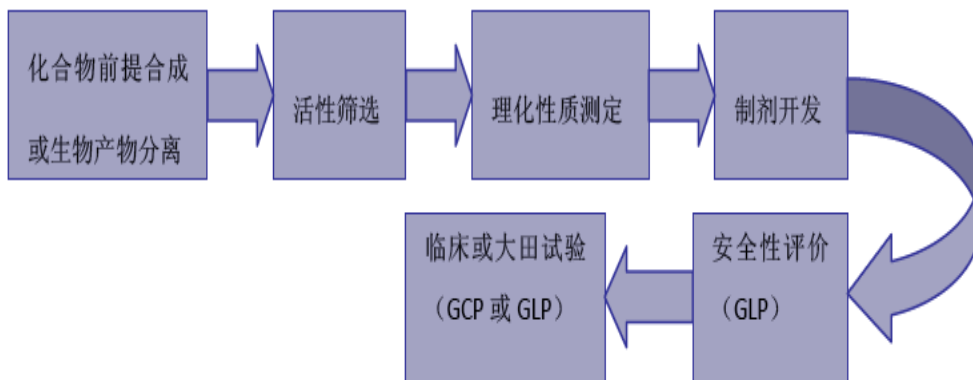 化合物前提合成
或生物产物分离
活性筛选
理化性质测定
制剂开发
安全性评价
（GLP）
临床或大田试验
（GCP 或 GLP）